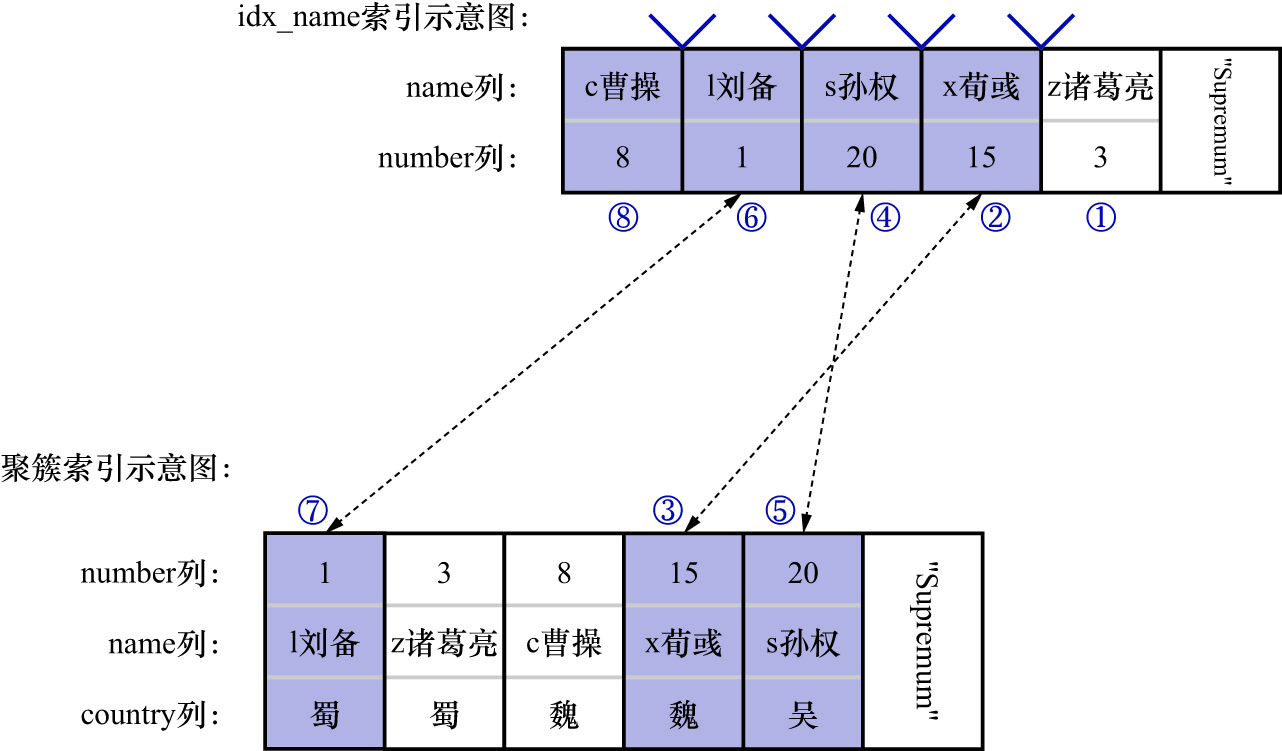 idx_name索引示意图：
name列： c曹操 l刘备 s孙权 x荀彧 z诸葛亮 "Supremum"
number列： 8 1 20 15 3
⑧ ⑥ ④ ② ①
聚簇索引示意图：
⑦ ③ ⑤
number列： 1 3 8 15 20 "Supremum"
name列： l刘备 z诸葛亮 c曹操 x荀彧 s孙权
country列： 蜀 蜀 魏 魏 吴